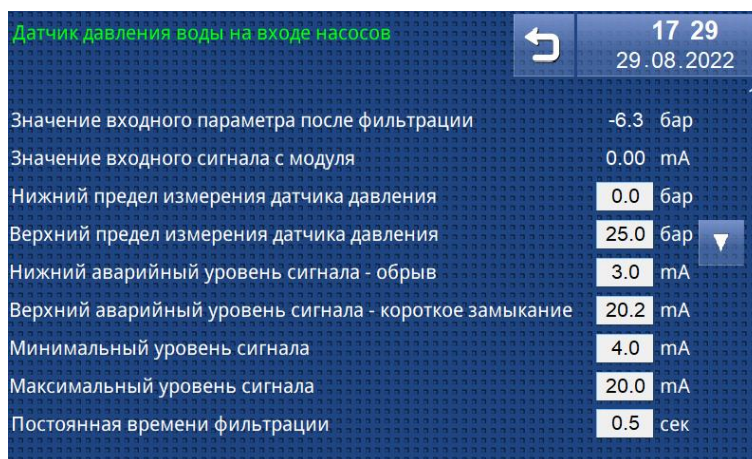 Датчик давления воды на входе насосов
17 29
29.08.2022
Значение входного параметра после фильтрации -6.3 бар
Значение входного сигнала с модуля 0.00 mA
Нижний предел измерения датчика давления 0.0 бар
Верхний предел измерения датчика давления 25.0 бар
Нижний аварийный уровень сигнала - обрыв 3.0 mA
Верхний аварийный уровень сигнала - короткое замыкание 20.2 mA
Минимальный уровень сигнала 4.0 mA
Максимальный уровень сигнала 20.0 mA
Постоянная времени фильтрации 0.5 сек